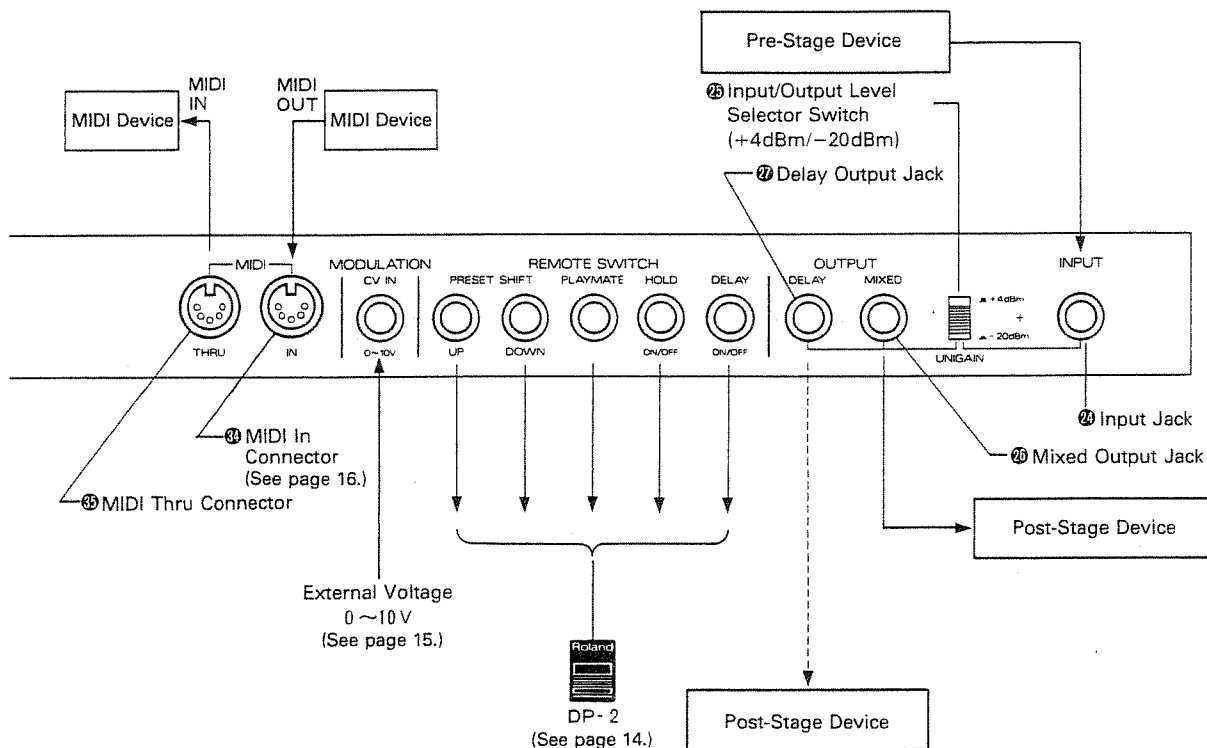 Pre-Stage Device
MIDI IN
MIDI OUT
MIDI Device
MIDI Device
㉕ Input/Output Level
Selector Switch
(+4dBm/−20dBm)
㉗ Delay Output Jack
MIDI
MODULATION
REMOTE SWITCH
OUTPUT
INPUT
CV IN
PRESET SHIFT
PLAYMATE
HOLD
DELAY
DELAY
MIXED
+4dBm
+
−20dBm
THRU
IN
0~10V
UP
DOWN
ON/OFF
ON/OFF
UNIGAIN
㉔ Input Jack
㉞ MIDI In
Connector
(See page 16.)
㉖ Mixed Output Jack
㉟ MIDI Thru Connector
Post-Stage Device
External Voltage
0~10V
(See page 15.)
Roland
DP-2
(See page 14.)
Post-Stage Device